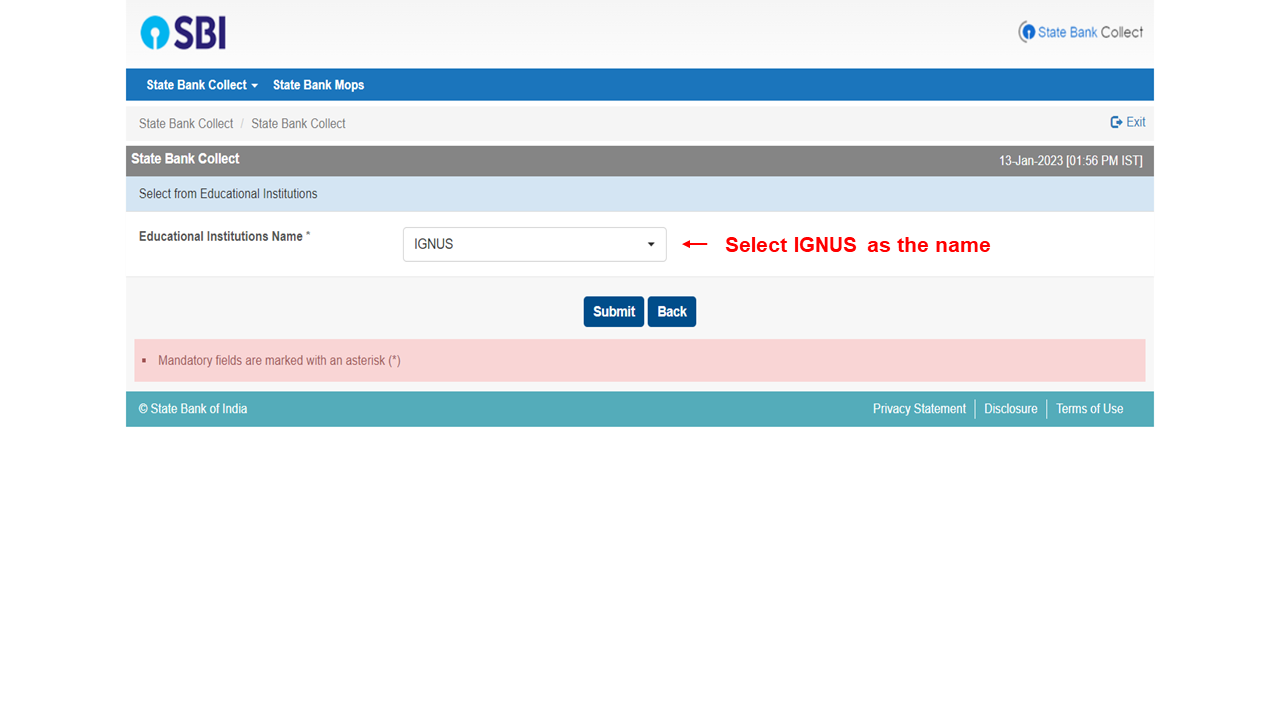 SBI
State Bank Collect
State Bank Collect State Bank Mops
State Bank Collect / State Bank Collect
Exit
State Bank Collect
13-Jan-2023 [01:56 PM IST]
Select from Educational Institutions
Educational Institutions Name *
IGNUS
Select IGNUS as the name
Submit Back
▪ Mandatory fields are marked with an asterisk (*)
© State Bank of India
Privacy Statement | Disclosure | Terms of Use